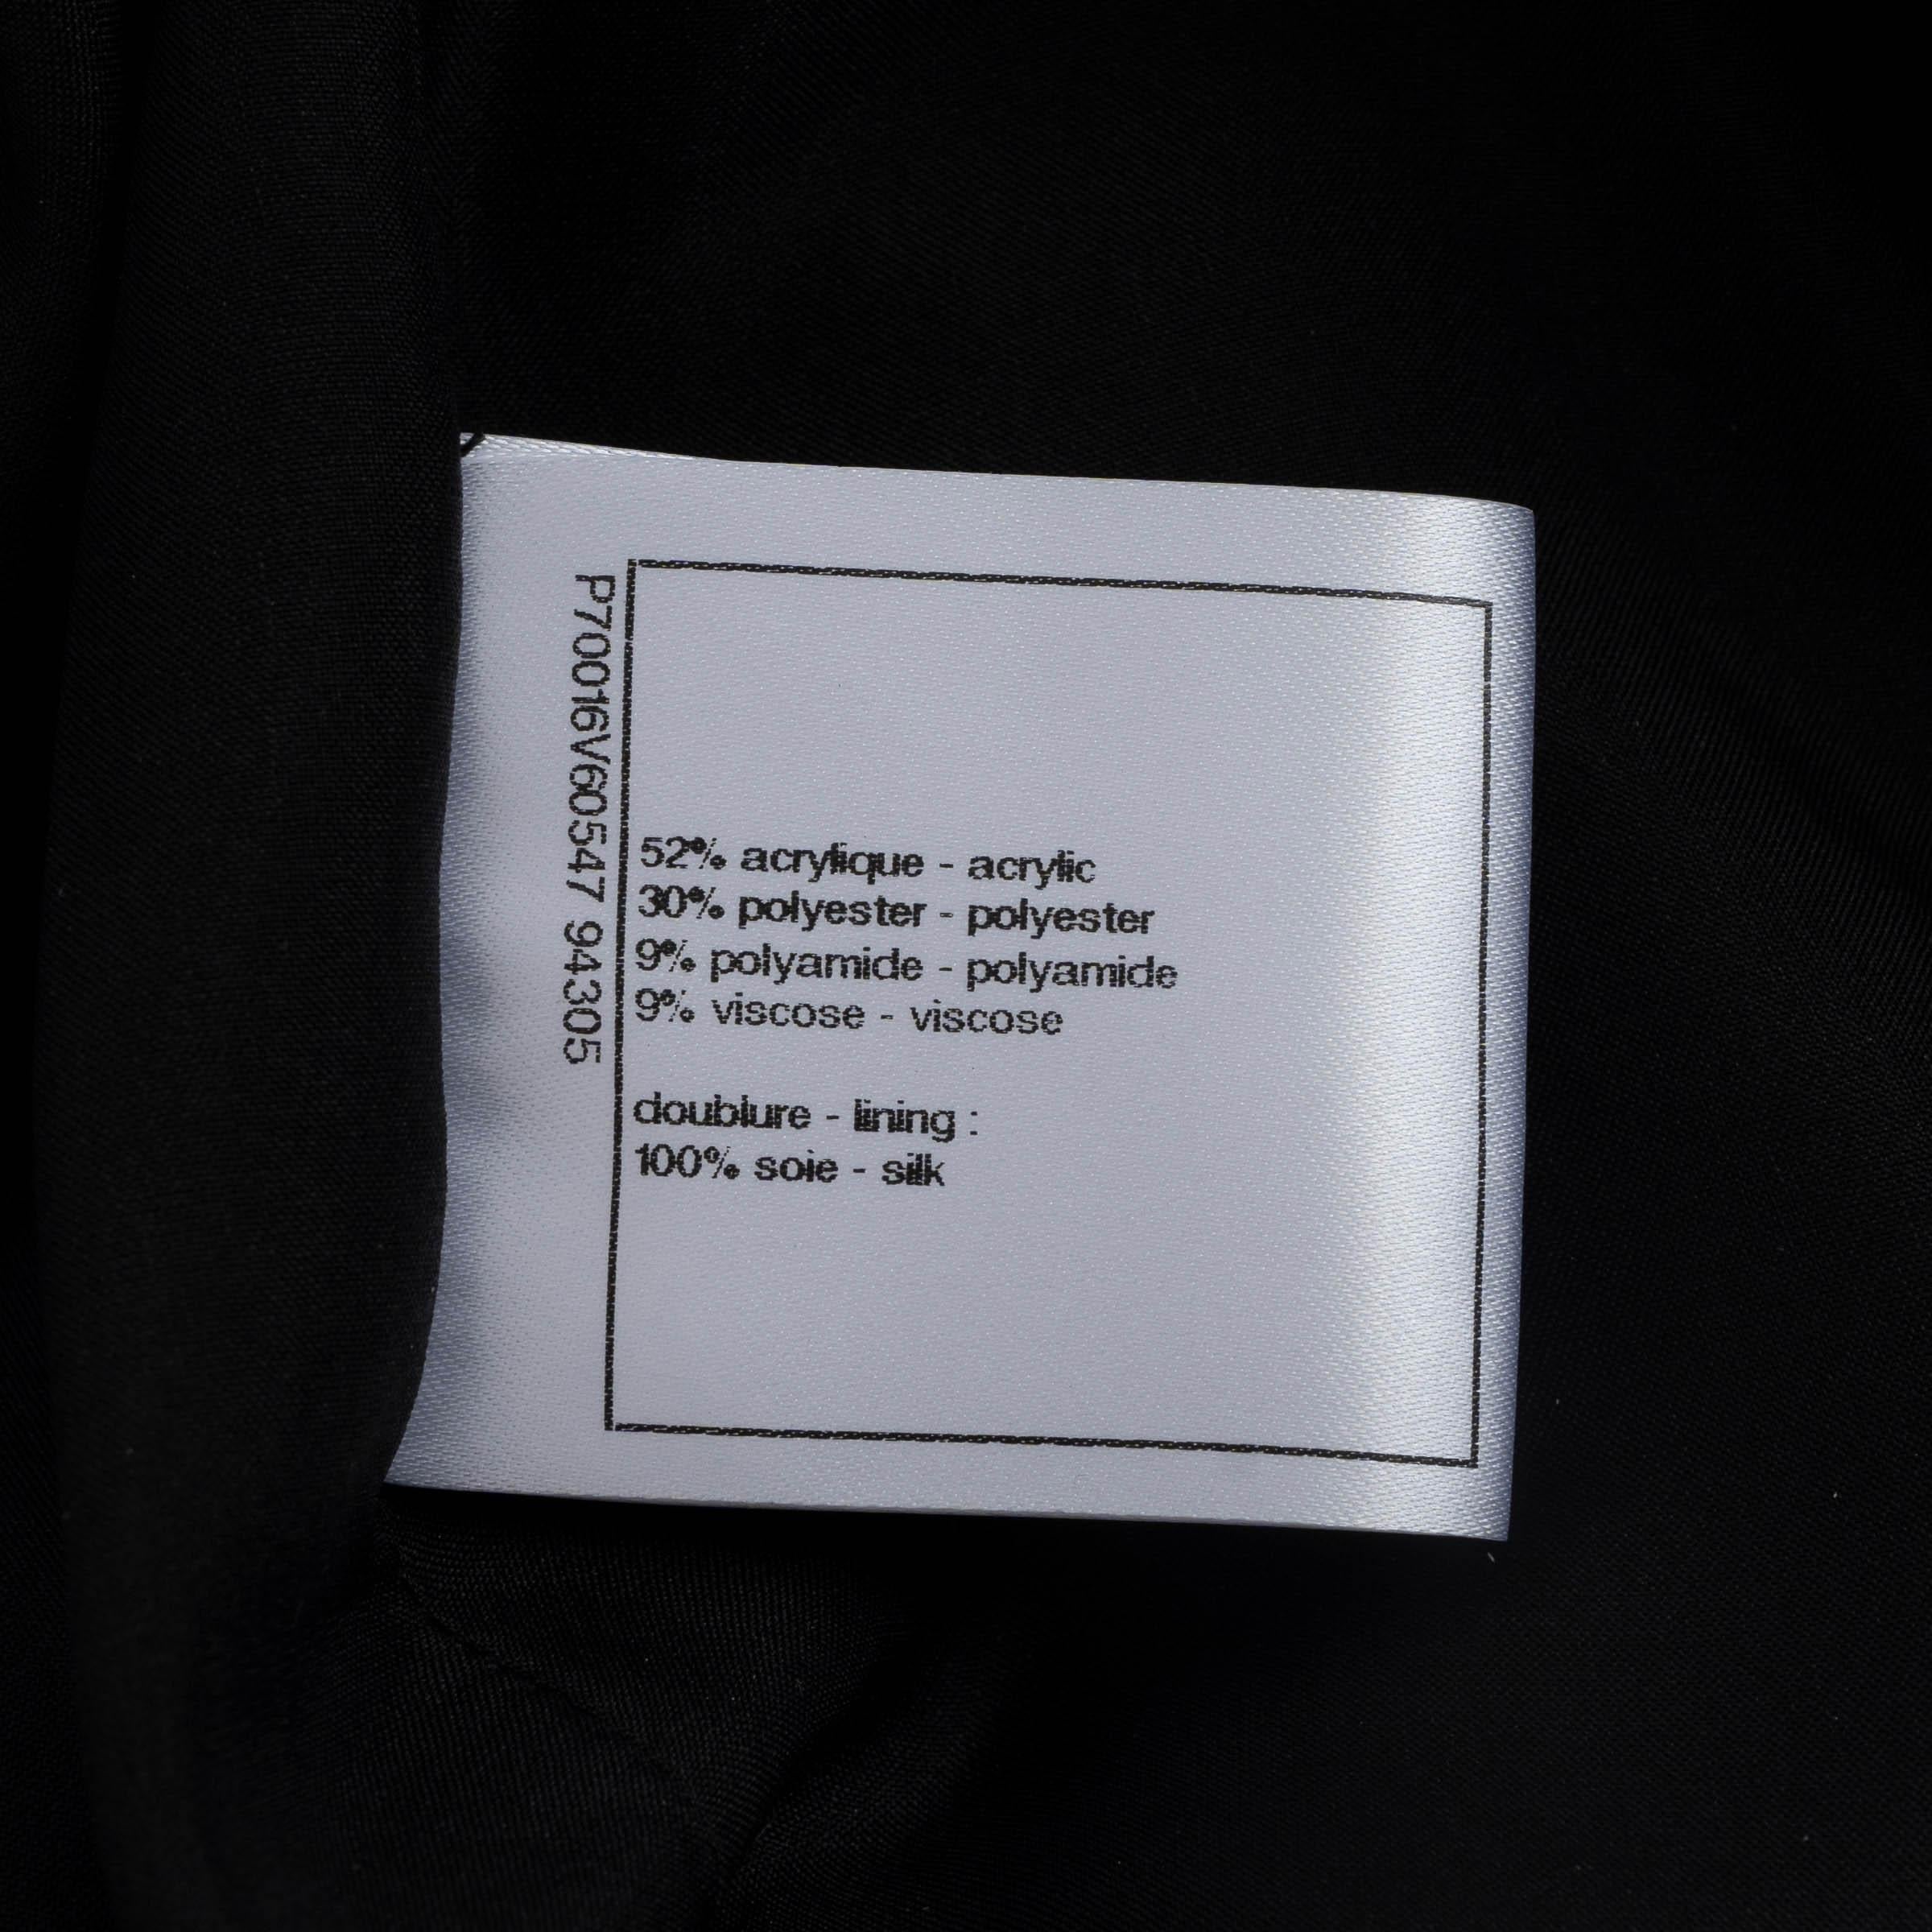 P70016V60547 94305
52% acrylique - acrylic
30% polyester - polyester
9% polyamide - polyamide
9% viscose - viscose
doublure - lining :
100% soie - silk